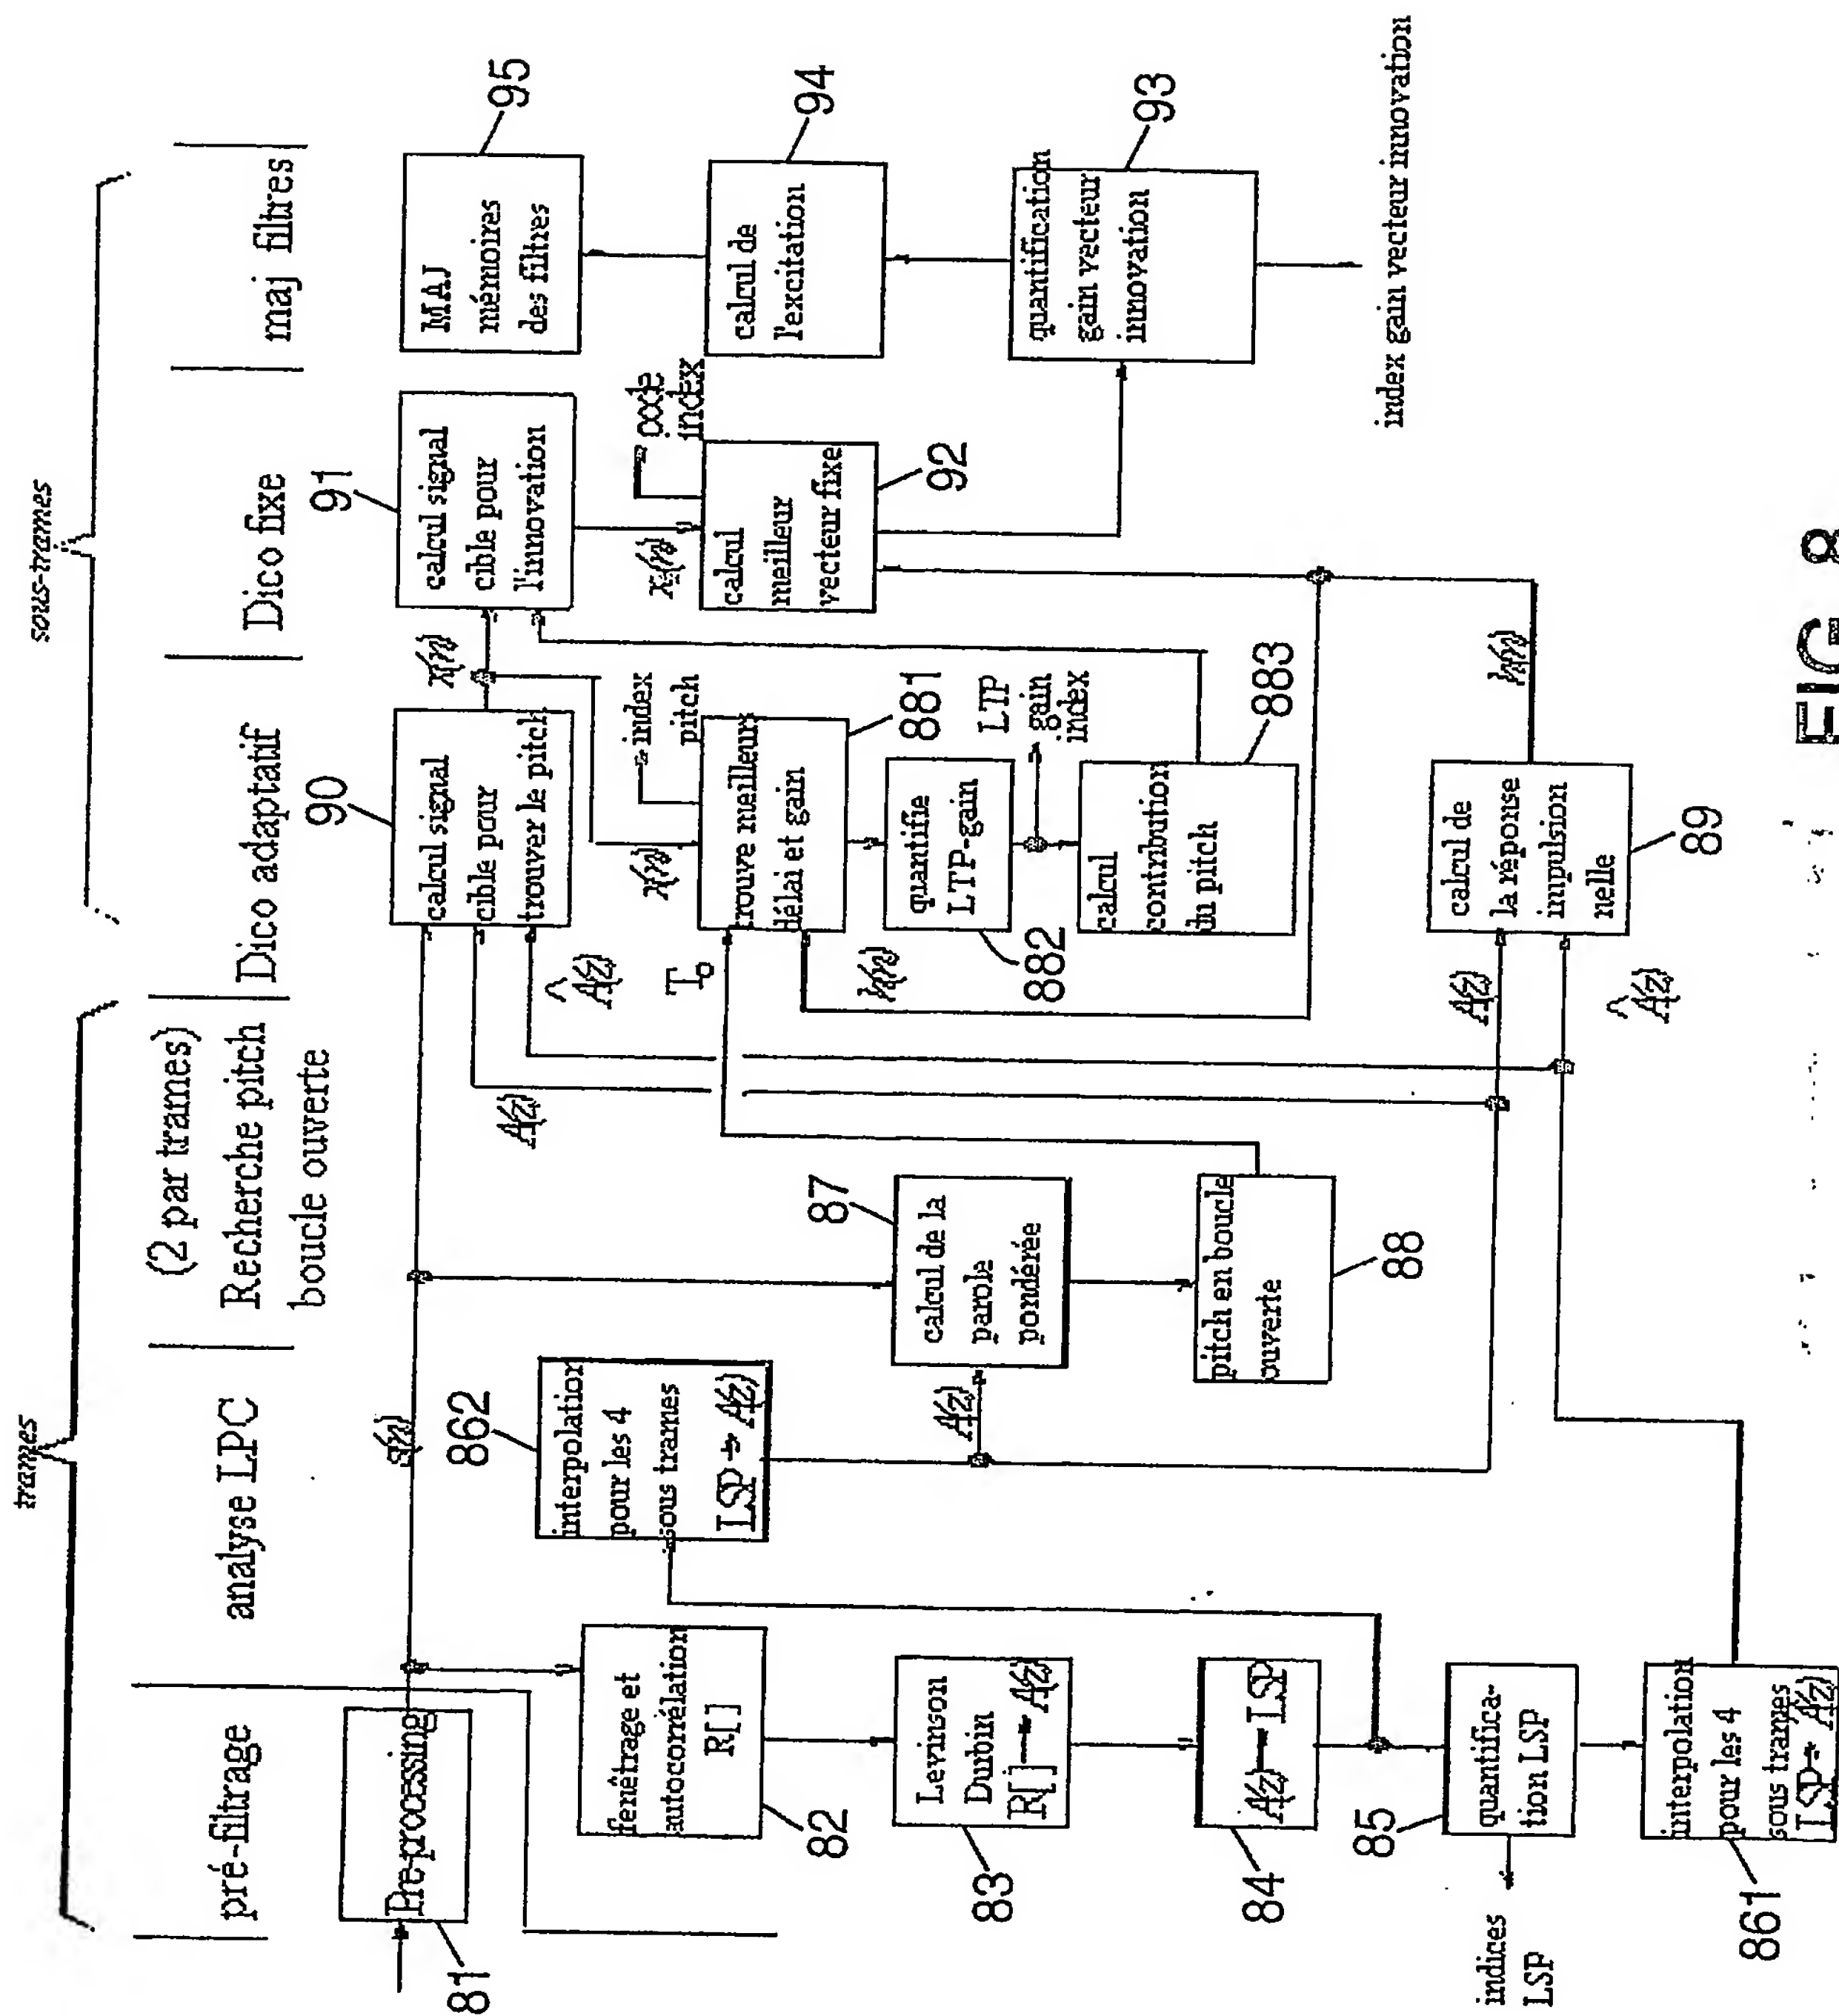 trames
sous-trames
pré-filtrage
analyse LPC
(2 par trames)
Recherche pitch
boucle ouverte
Dico adaptatif
Dico fixe
maj filtres
81
Pre-processing
s(n)
fenêtrage et
autocorrélation
R[]
82
Levinson
Dubin
R[] → A(z)
83
A(z) → LSP
84
85
quantifica-
tion LSP
indices
LSP
interpolation
pour les 4
sous trames
LSP → A(z)
861
862
interpolation
pour les 4
sous trames
LSP → A(z)
A(z)
87
calcul de la
parole
pondérée
pitch en boucle
ouverte
88
A(z)
Â(z)
90
calcul signal
cible pour
trouver le pitch
x(n)
T₀
x(n)
h(n)
index
pitch
trouve meilleurs
délai et gain
881
quantifie
LTP-gain
882
LTP
gain
index
calcul
contribution
du pitch
883
A(z)
Â(z)
calcul de
la réponse
impulsion
nelle
89
h(n)
91
calcul signal
cible pour
l'innovation
code
index
calcul
meilleur
vecteur fixe
92
MAJ
mémoires
des filtres
95
calcul de
l'excitation
94
quantification
gain vecteur
innovation
93
index gain vecteur innovation
FIG_8